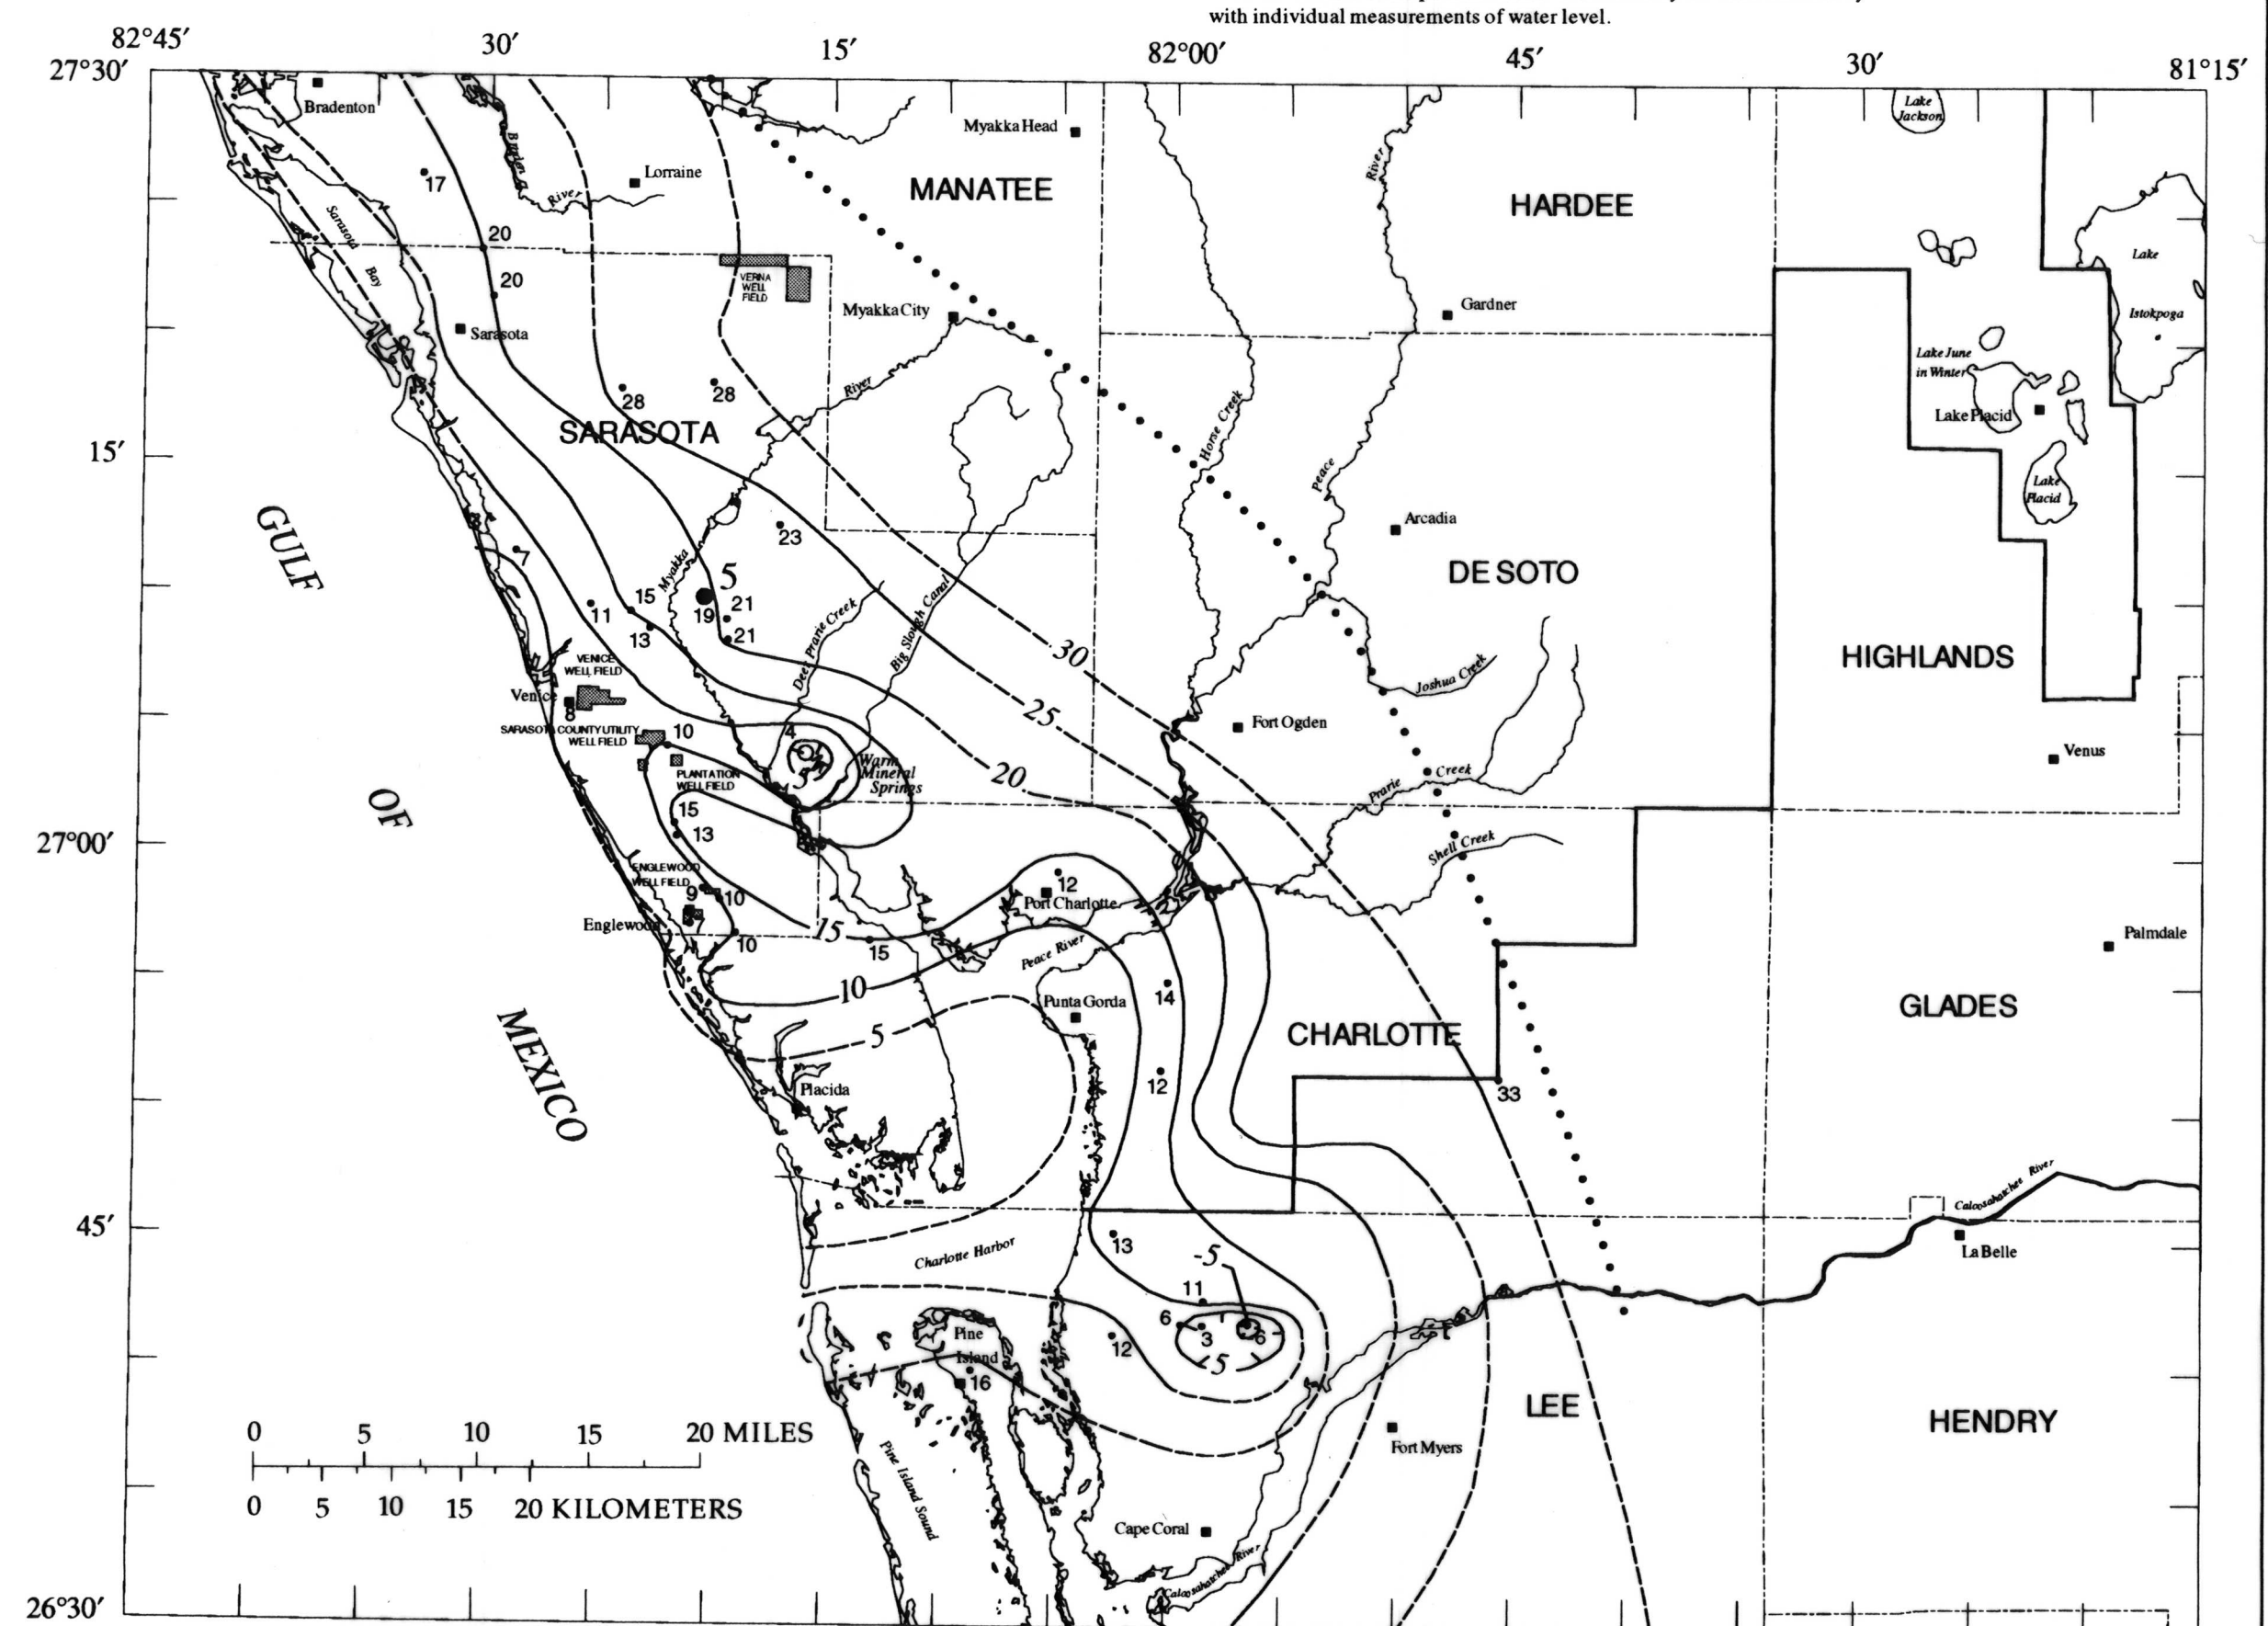 with individual measurements of water level.
82°45′
30′
15′
82°00′
45′
30′
81°15′
27°30′
Bradenton
Myakka Head
Lake
Jackson
17
Braden
River
Lorraine
MANATEE
River
HARDEE
Sarasota
Bay
20
20
VERNA
WELL
FIELD
Myakka City
Gardner
Lake
Istokpoga
Sarasota
Lake June
in Winter
Lake Placid
28
28
River
Horse Creek
SARASOTA
15′
Peace
Lake
Placid
GULF
23
Arcadia
DE SOTO
7
Myakka
5
11
15
13
19
21
21
Deer Prarie Creek
Big Slough Canal
30
HIGHLANDS
VENICE
WELL FIELD
Venice
8
Joshua Creek
25
Fort Ogden
SARASOTA COUNTY UTILITY
WELL FIELD
10
4
Venus
PLANTATION
WELL FIELD
5
Warm
Mineral
Springs
20
Prarie
Creek
OF
15
13
27°00′
Shell Creek
ENGLEWOOD
WELL FIELD
9
10
12
Port Charlotte
Englewood
10
15
15
Peace River
Palmdale
10
14
Punta Gorda
GLADES
MEXICO
5
CHARLOTTE
12
33
Placida
Caloosahatchee River
45′
Charlotte Harbor
13
-5
La Belle
11
6
3
-6
12
5
Pine
Island
16
LEE
HENDRY
0 5 10 15 20 MILES
0 5 10 15 20 KILOMETERS
Pine Island Sound
Fort Myers
Cape Coral
Caloosahatchee River
26°30′